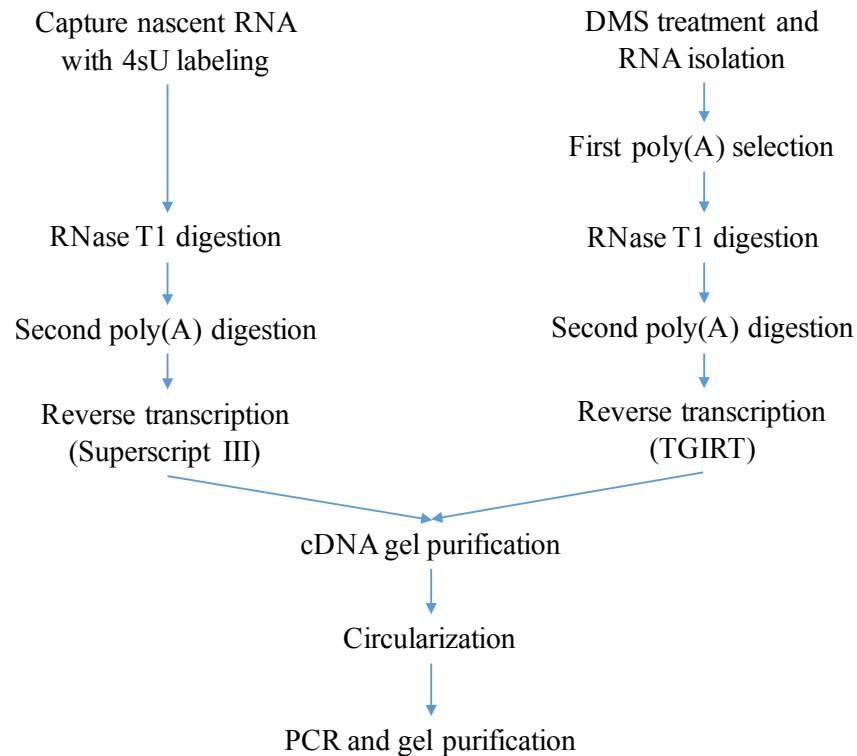 Capture nascent RNA
with 4sU labeling
RNase T1 digestion
Second poly(A) digestion
Reverse transcription
(Superscript III)
DMS treatment and
RNA isolation
First poly(A) selection
RNase T1 digestion
Second poly(A) digestion
Reverse transcription
(TGIRT)
cDNA gel purification
Circularization
PCR and gel purification